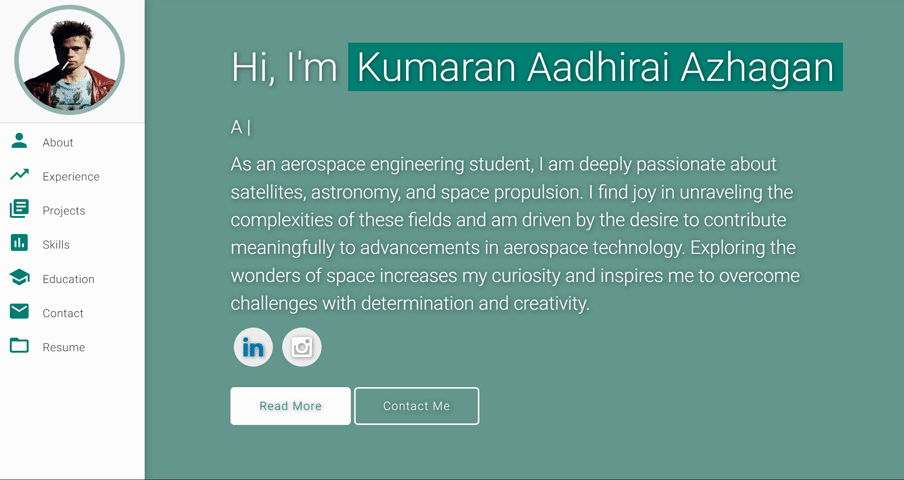 Hi, I'm Kumaran Aadhirai Azhagan
A |
As an aerospace engineering student, I am deeply passionate about
satellites, astronomy, and space propulsion. I find joy in unraveling the
complexities of these fields and am driven by the desire to contribute
meaningfully to advancements in aerospace technology. Exploring the
wonders of space increases my curiosity and inspires me to overcome
challenges with determination and creativity.
in
Read More
Contact Me
About
Experience
Projects
Skills
Education
Contact
Resume